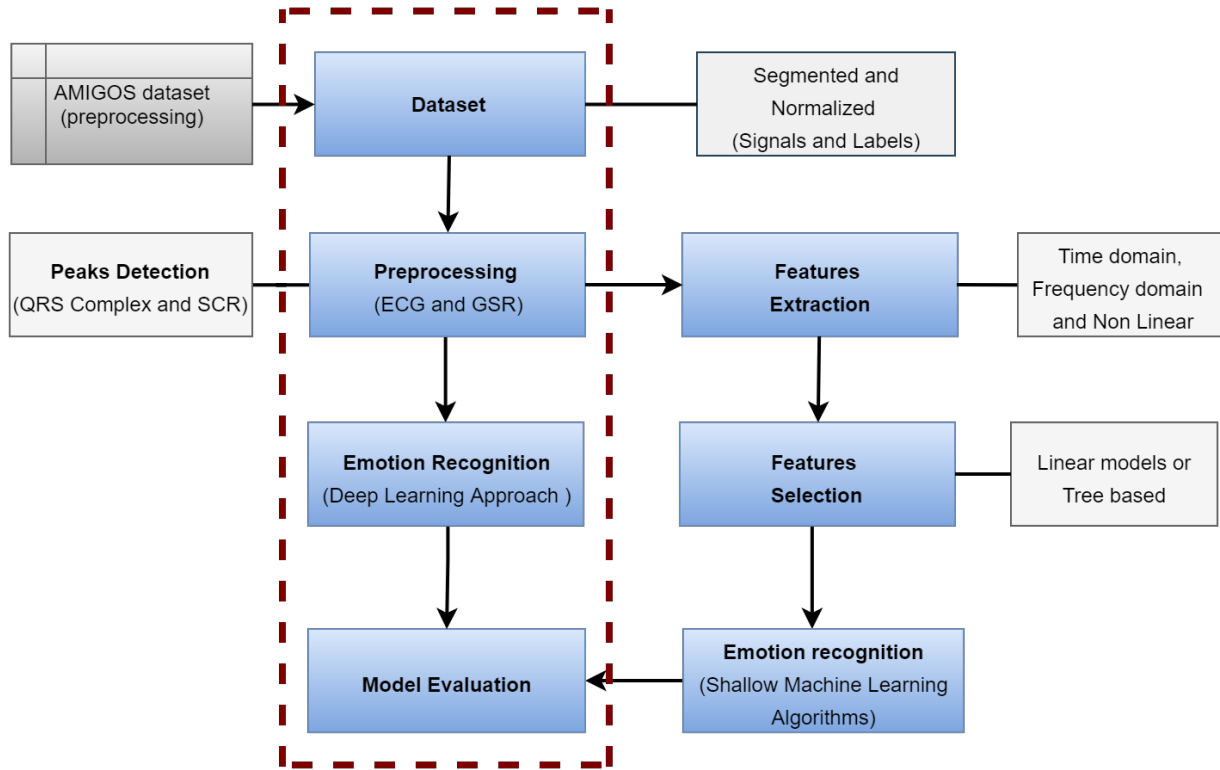 AMIGOS dataset
(preprocessing)
Dataset
Segmented and
Normalized
(Signals and Labels)
Peaks Detection
(QRS Complex and SCR)
Preprocessing
(ECG and GSR)
Features
Extraction
Time domain,
Frequency domain
and Non Linear
Emotion Recognition
(Deep Learning Approach )
Features
Selection
Linear models or
Tree based
Model Evaluation
Emotion recognition
(Shallow Machine Learning
Algorithms)